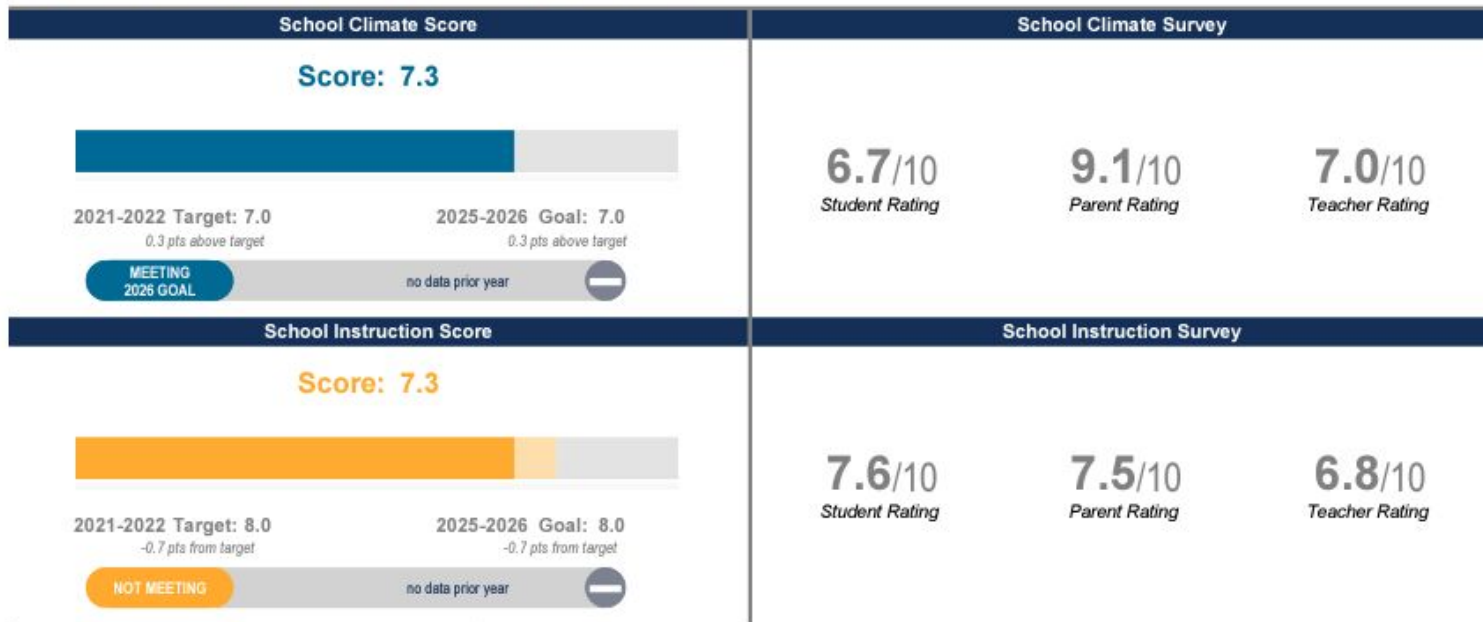 School Climate Score
Score: 7.3
2021-2022 Target: 7.0
0.3 pts above target
2025-2026 Goal: 7.0
0.3 pts above target
MEETING
2026 GOAL
no data prior year
School Climate Survey
6.7/10
Student Rating
9.1/10
Parent Rating
7.0/10
Teacher Rating
School Instruction Score
Score: 7.3
2021-2022 Target: 8.0
-0.7 pts from target
2025-2026 Goal: 8.0
-0.7 pts from target
NOT MEETING
no data prior year
School Instruction Survey
7.6/10
Student Rating
7.5/10
Parent Rating
6.8/10
Teacher Rating